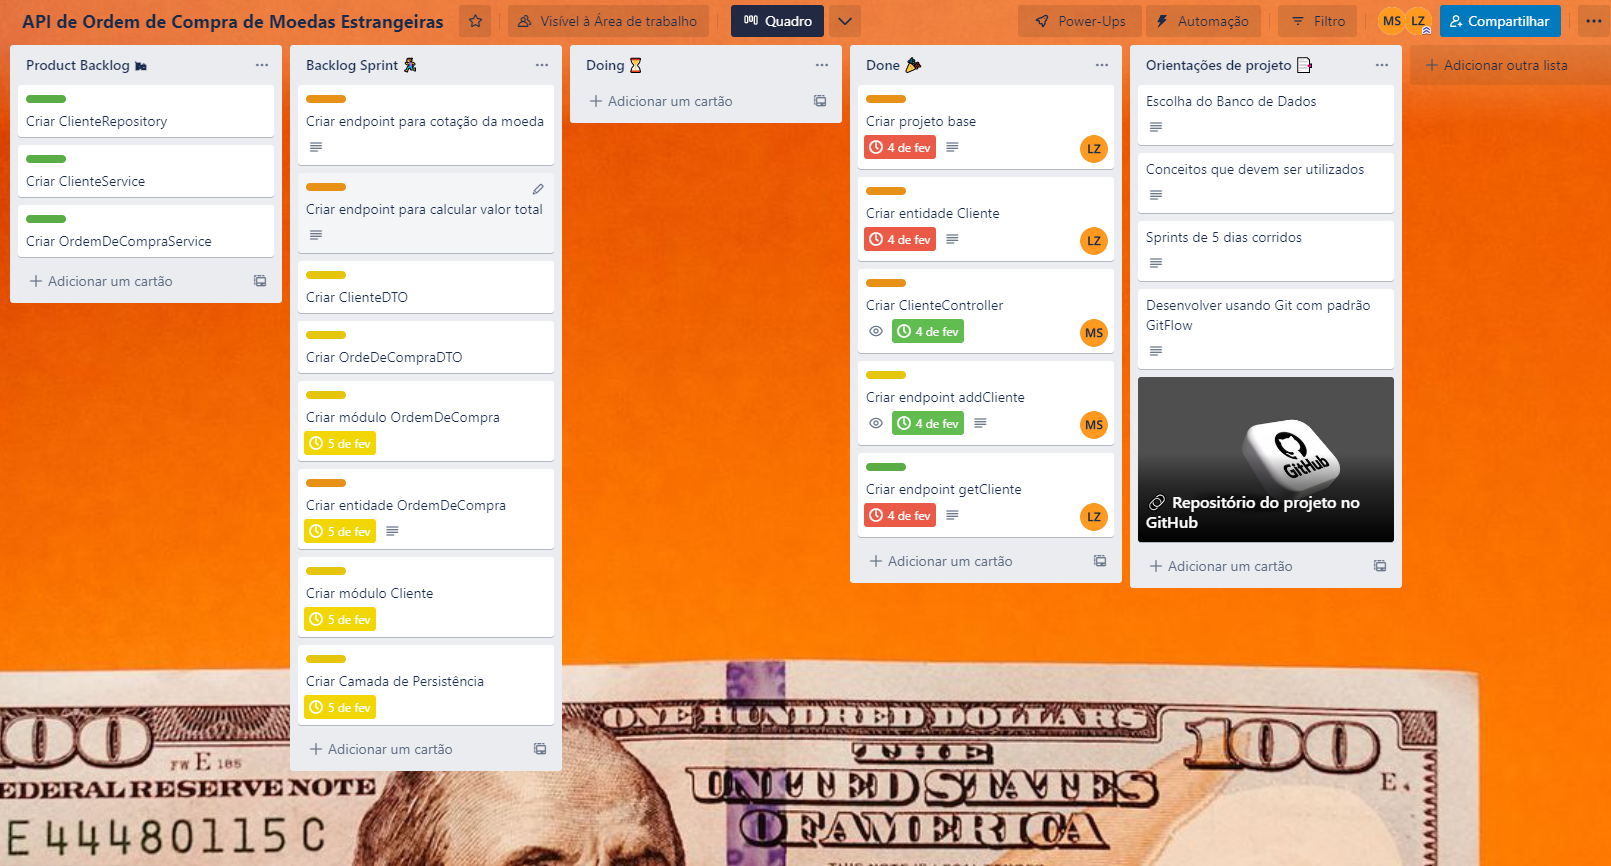 API de Ordem de Compra de Moedas Estrangeiras
Visível à Área de trabalho
Quadro
Power-Ups
Automação
Filtro
MS
LZ
Compartilhar
Product Backlog
Criar ClienteRepository
Criar ClienteService
Criar OrdemDeCompraService
Adicionar um cartão
Backlog Sprint
Criar endpoint para cotação da moeda
Criar endpoint para calcular valor total
Criar ClienteDTO
Criar OrdeDeCompraDTO
Criar módulo OrdemDeCompra
5 de fev
Criar entidade OrdemDeCompra
5 de fev
Criar módulo Cliente
5 de fev
Criar Camada de Persistência
5 de fev
Adicionar um cartão
Doing
Adicionar um cartão
Done
Criar projeto base
4 de fev
LZ
Criar entidade Cliente
4 de fev
LZ
Criar ClienteController
4 de fev
MS
Criar endpoint addCliente
4 de fev
MS
Criar endpoint getCliente
4 de fev
LZ
Adicionar um cartão
Orientações de projeto
Escolha do Banco de Dados
Conceitos que devem ser utilizados
Sprints de 5 dias corridos
Desenvolver usando Git com padrão
GitFlow
GitHub
Repositório do projeto no
GitHub
Adicionar um cartão
Adicionar outra lista
00
FW E 185
FEDERAL RESERVE NOTE
E 44480115 C
ONE HUNDRED DOLLARS
100
THE
UNITED STATES
OF AMERICA
E